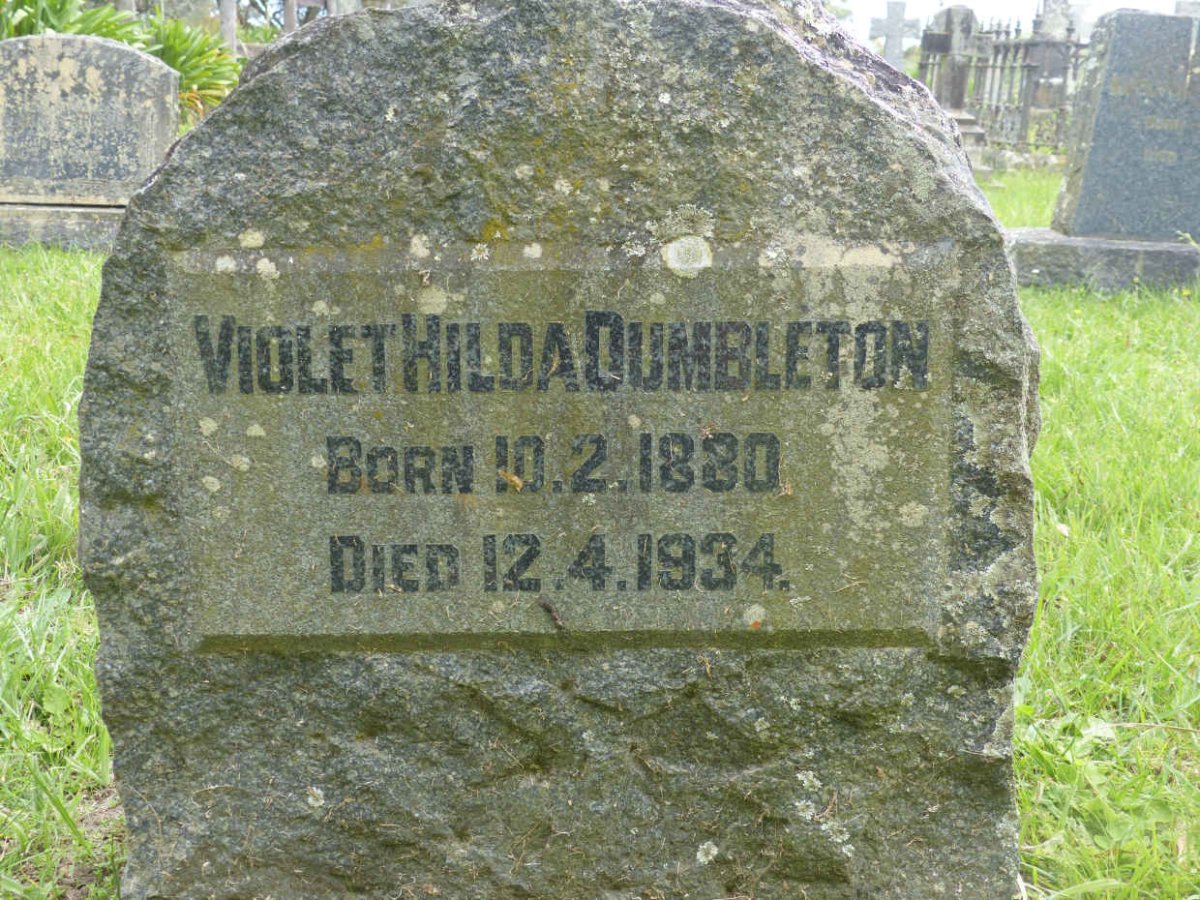 VIOLET HILDA DUMBLETON
BORN 10.2.1880
DIED 12.4.1934.